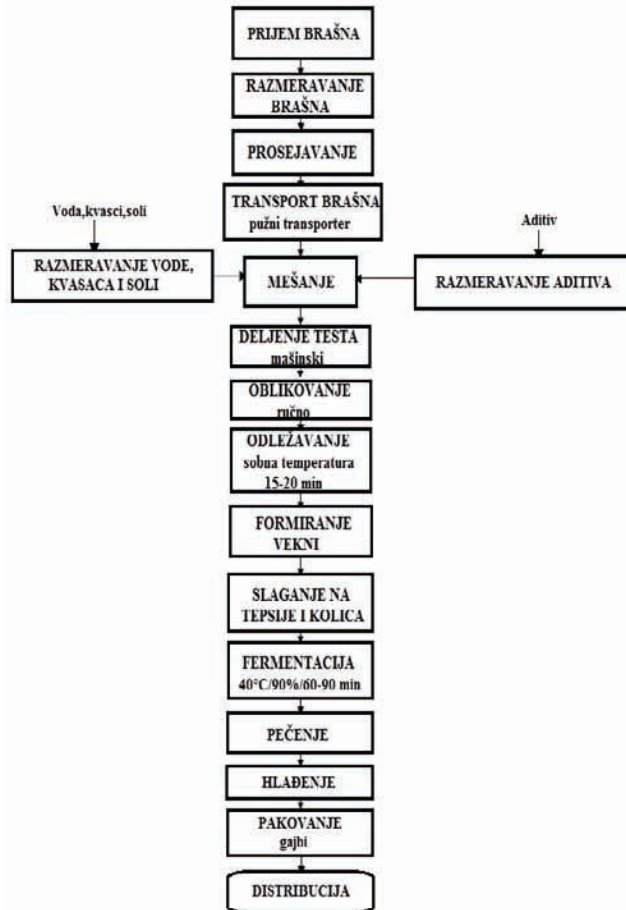 PRIJEM BRAŠNA
RAZMERAVANJE
BRAŠNA
PROSEJAVANJE
TRANSPORT BRAŠNA
pužni transporter
Voda,kvasci,soli
Aditiv
RAZMERAVANJE VODE,
KVASACA I SOLI
MEŠANJE
RAZMERAVANJE ADITIVA
DELJENJE TESTA
mašinski
OBLIKOVANJE
ručno
ODLEŽAVANJE
sobna temperatura
15-20 min
FORMIRANJE
VEKNI
SLAGANJE NA
TEPSIJE I KOLICA
FERMENTACIJA
40°C/90%/60-90 min
PEČENJE
HLAĐENJE
PAKOVANJE
gajbi
DISTRIBUCIJA